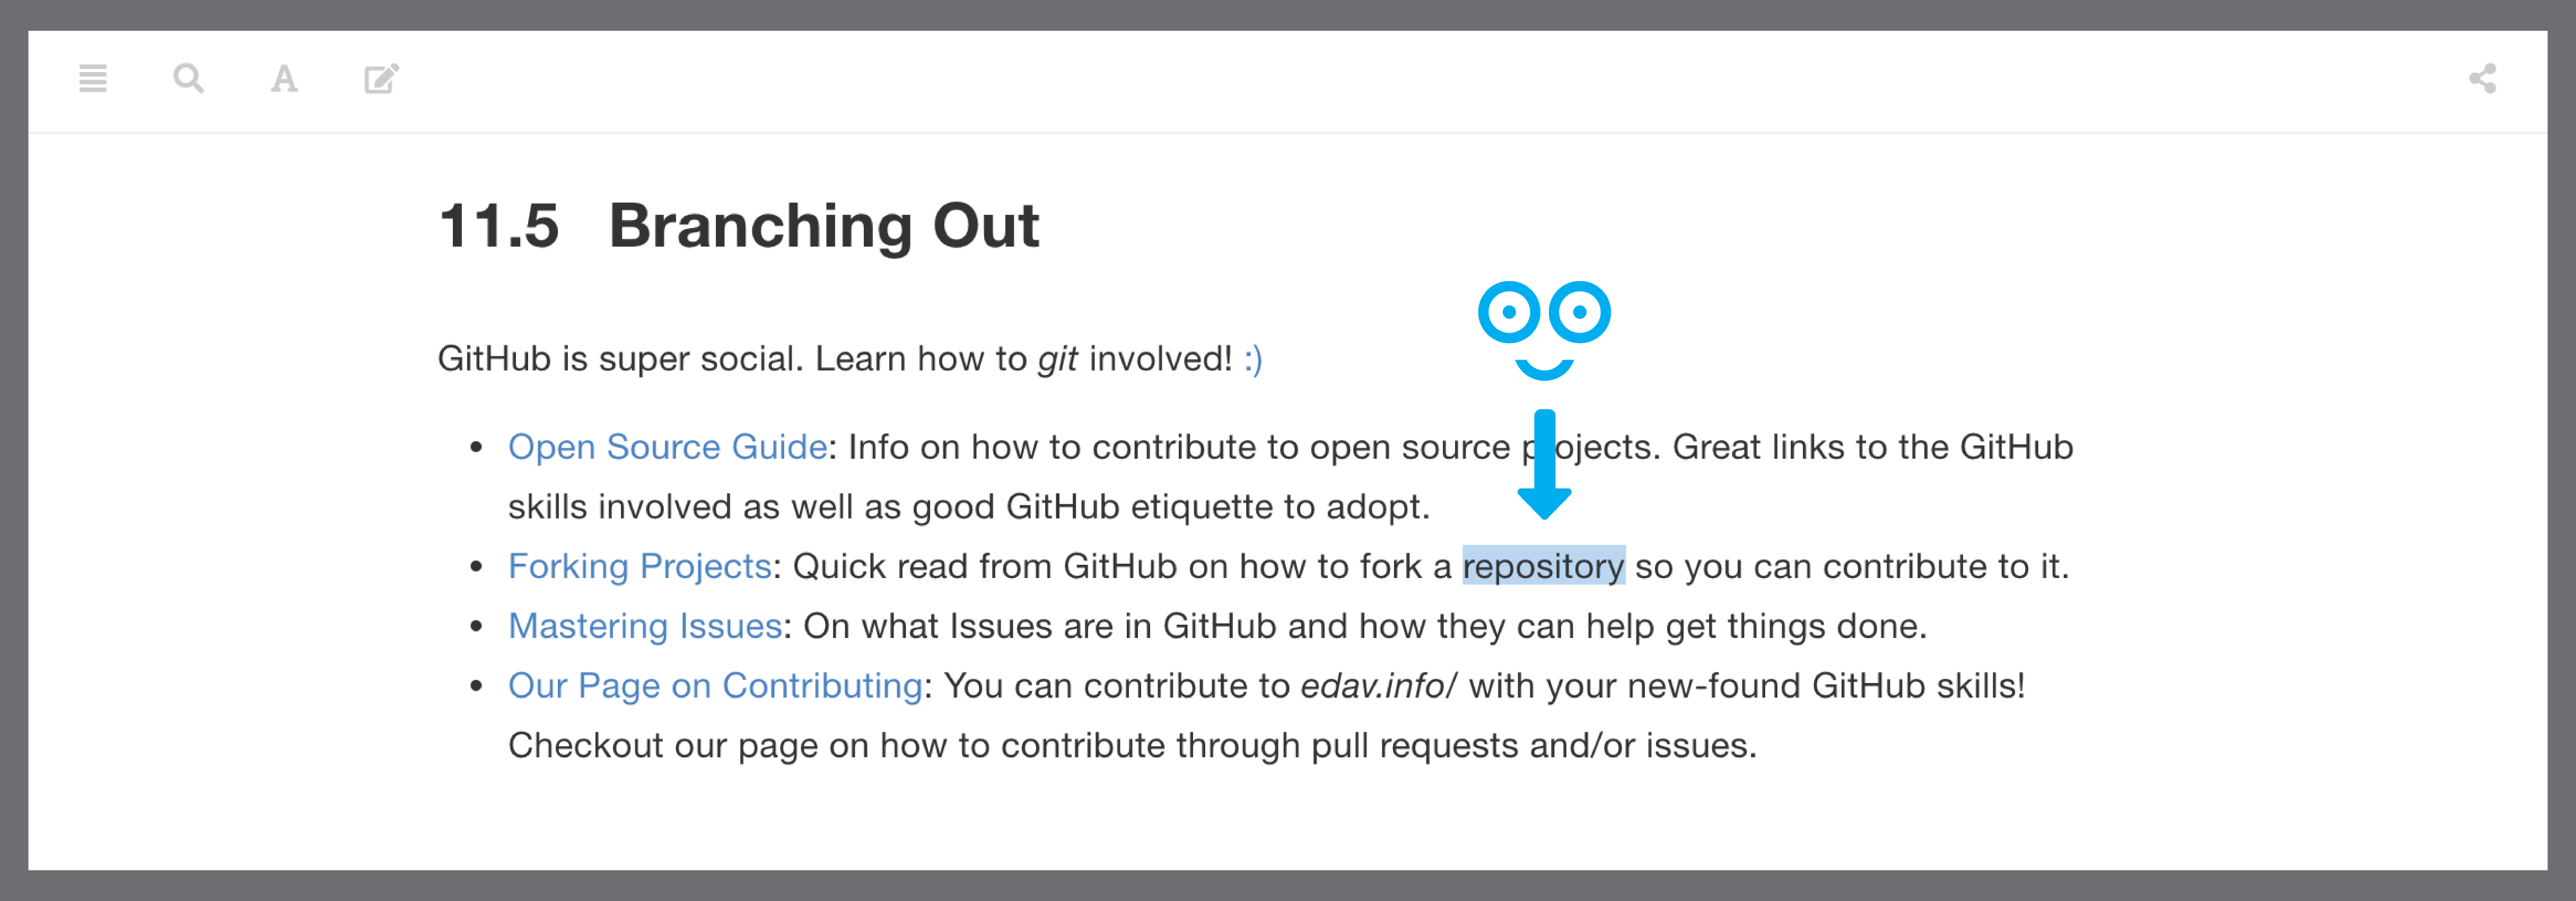 11.5 Branching Out
GitHub is super social. Learn how to git involved! :)
• Open Source Guide: Info on how to contribute to open source projects. Great links to the GitHub
skills involved as well as good GitHub etiquette to adopt.
• Forking Projects: Quick read from GitHub on how to fork a repository so you can contribute to it.
• Mastering Issues: On what Issues are in GitHub and how they can help get things done.
• Our Page on Contributing: You can contribute to edav.info/ with your new-found GitHub skills!
Checkout our page on how to contribute through pull requests and/or issues.